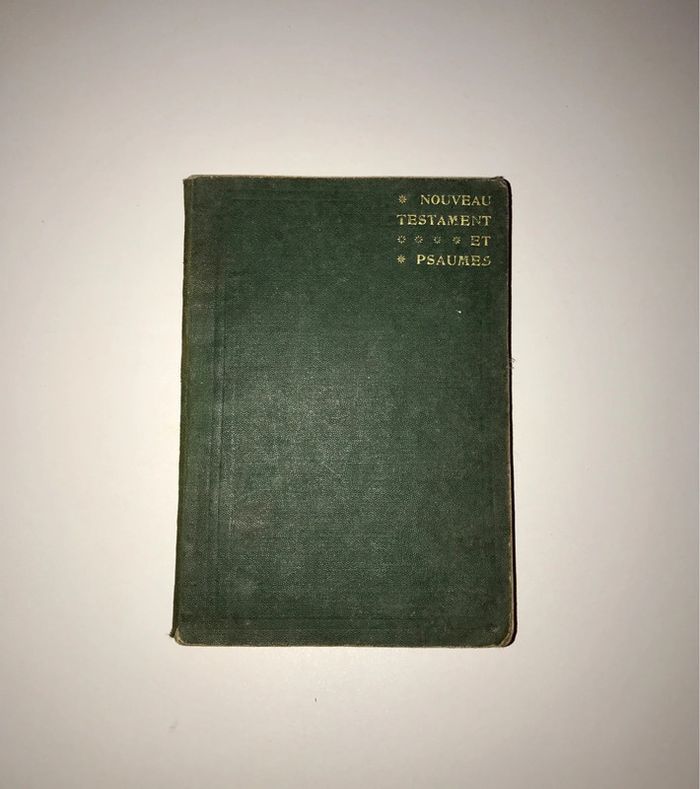 * NOUVEAU
TESTAMENT
* * * * ET
* PSAUMES